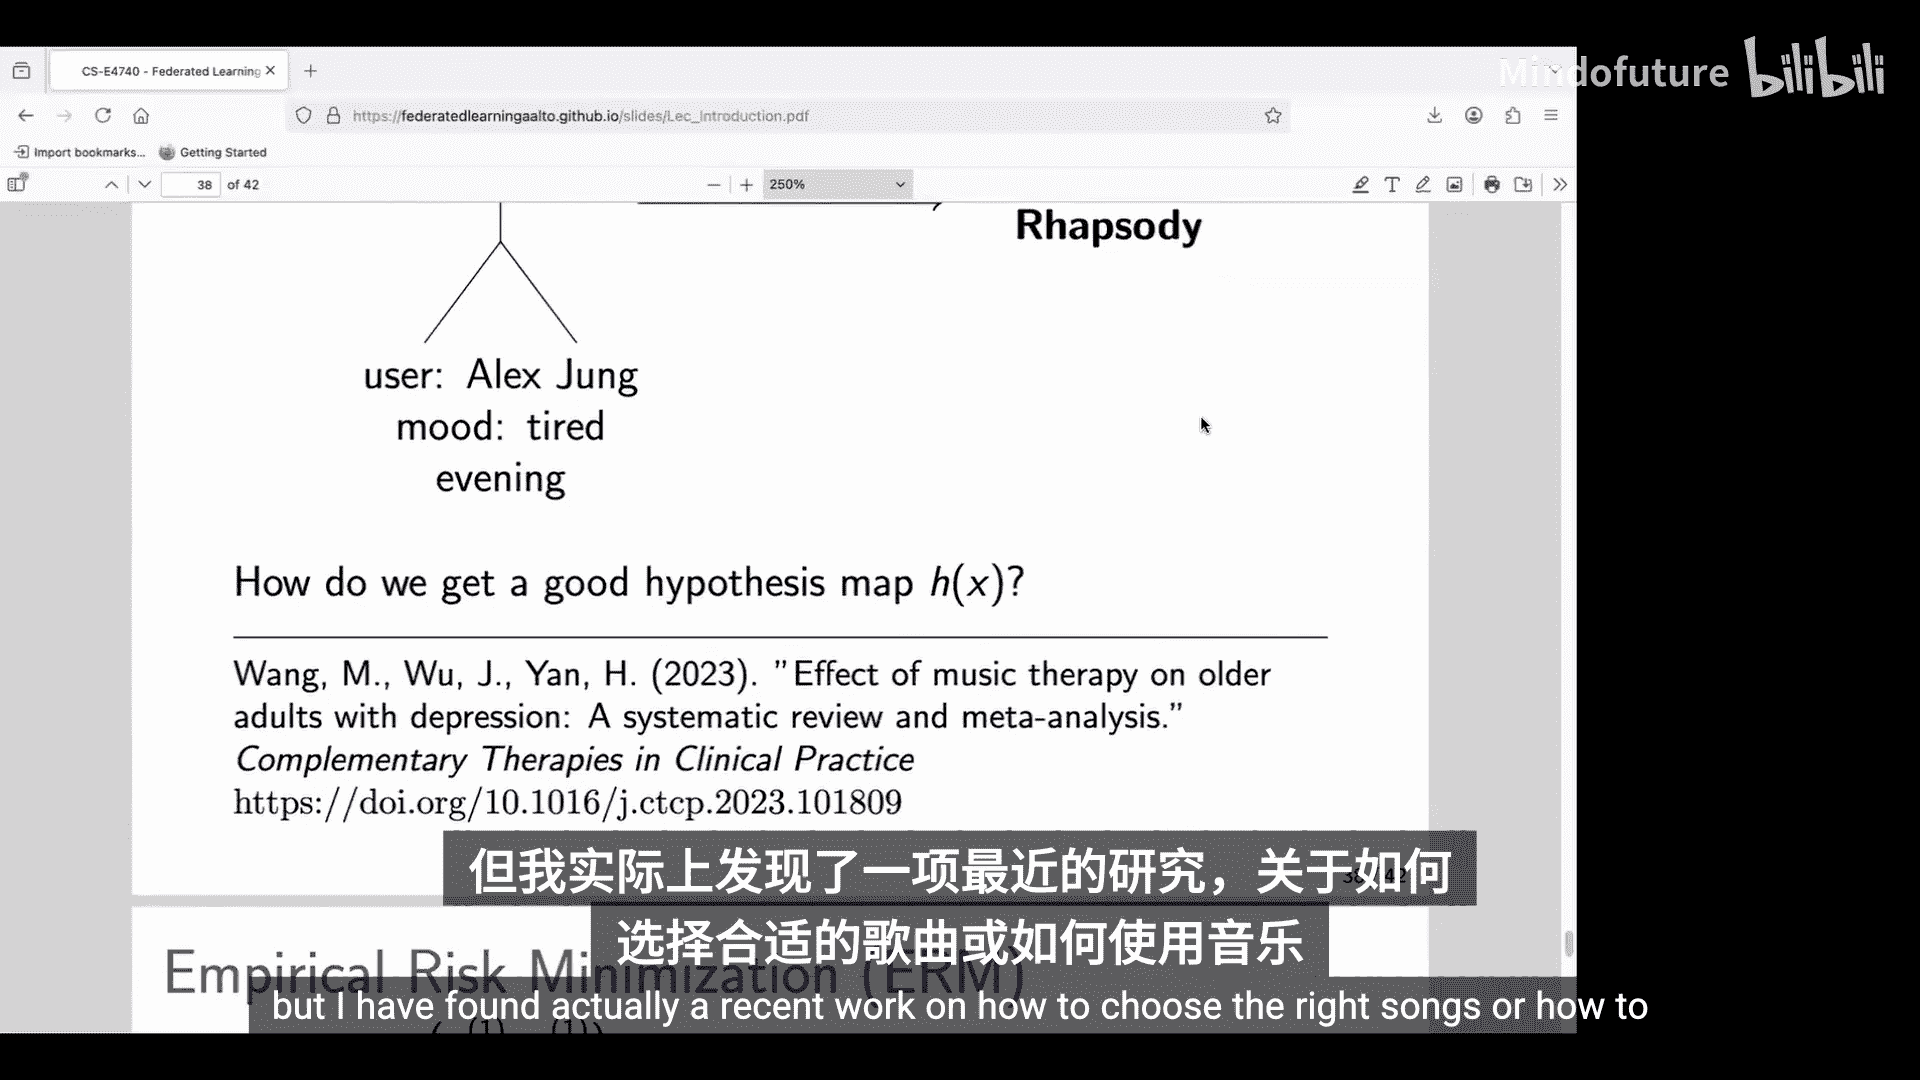 Mindofuture bilibili
CS-E4740 - Federated Learning
https://federatedlearningaalto.github.io/slides/Lec_Introduction.pdf
Import bookmarks... Getting Started
38 of 42 250%
Rhapsody
user: Alex Jung
mood: tired
evening
How do we get a good hypothesis map h(x)?
Wang, M., Wu, J., Yan, H. (2023). "Effect of music therapy on older
adults with depression: A systematic review and meta-analysis."
Complementary Therapies in Clinical Practice
https://doi.org/10.1016/j.ctcp.2023.101809
但我实际上发现了一项最近的研究，关于如何
选择合适的歌曲或如何使用音乐
Empirical Risk Minimization (ERM)
but I have found actually a recent work on how to choose the right songs or how to